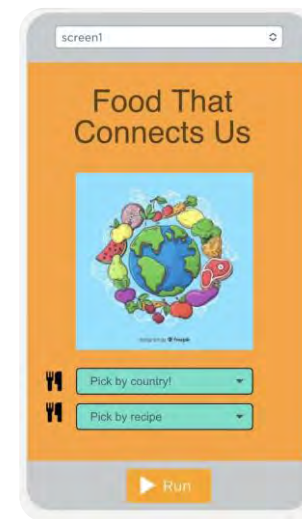 screen1
Food That
Connects Us
Pick by country!
Pick by recipe
Run